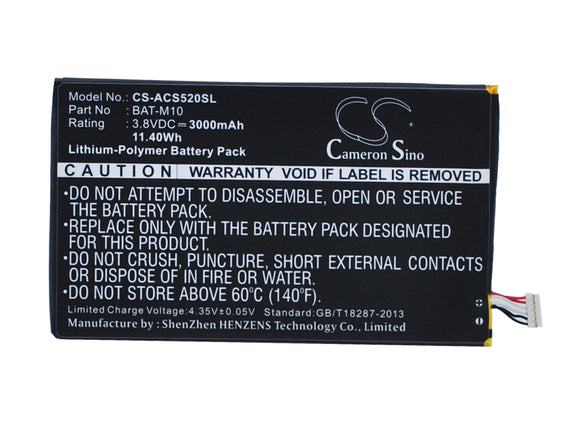 Model No. : CS-ACS520SL
Part No : BAT-M10
Rating : 3.8VDC ⎓ 3000mAh
11.40Wh
Lithium-Polymer Battery Pack
Cameron Sino
CAUTION WARRANTY VOID IF LABEL IS REMOVED
•DO NOT ATTEMPT TO DISASSEMBLE, OPEN OR SERVICE
THE BATTERY PACK.
•REPLACE ONLY WITH THE BATTERY PACK DESIGNATED
FOR THIS PRODUCT.
•DO NOT CRUSH, PUNCTURE, SHORT EXTERNAL CONTACTS
OR DISPOSE OF IN FIRE OR WATER.
•DO NOT STORE ABOVE 60°C (140°F).
Limited Charge Voltage: 4.35V±0.05V Standard:GB/T18287-2013
Manufacture by : ShenZhen HENZENS Technology Co., Limited